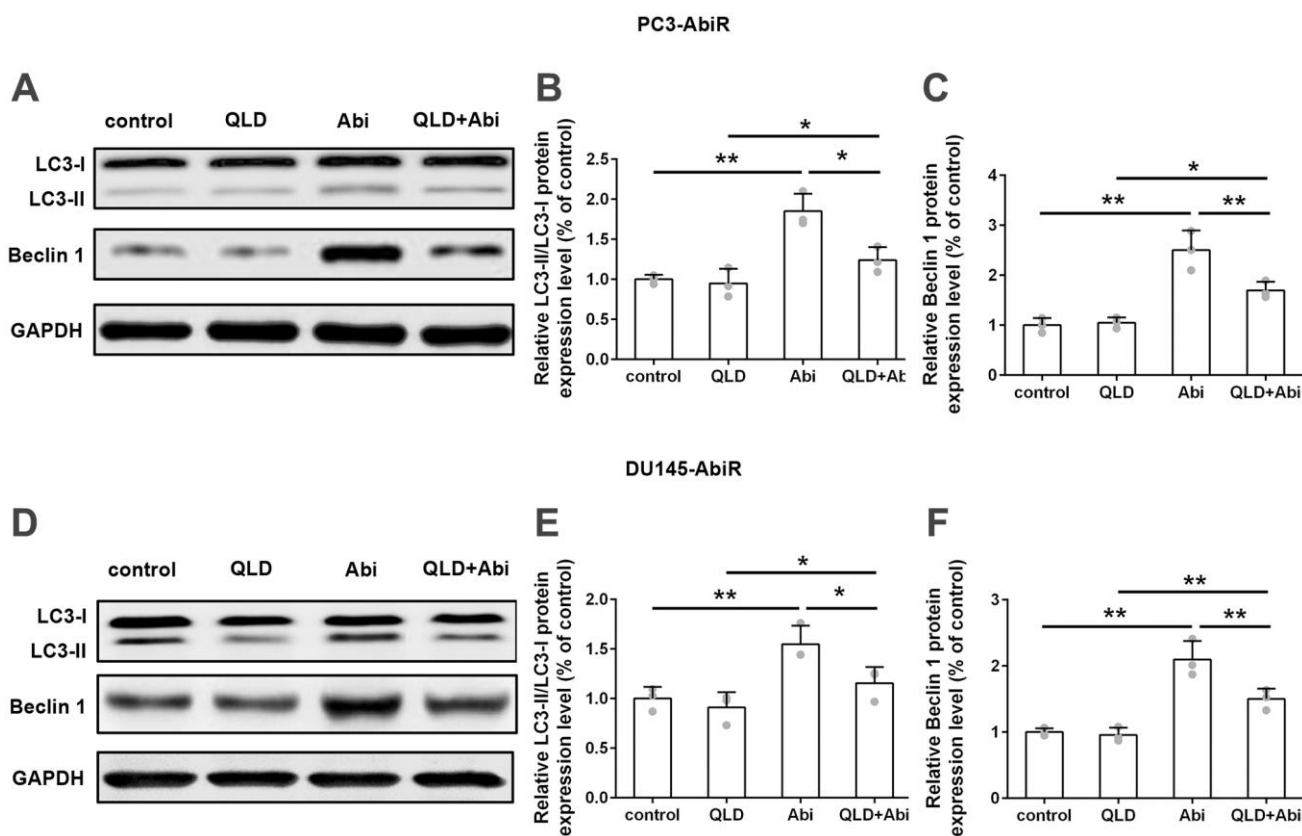 PC3-AbiR
A
control QLD Abi QLD+Abi
LC3-I
LC3-II
Beclin 1
GAPDH
B
Relative LC3-II/LC3-I protein
expression level (% of control)
2.5
2.0
1.5
1.0
0.5
0.0
*
** *
control QLD Abi QLD+Ab
C
Relative Beclin 1 protein
expression level (% of control)
4
3
2
1
0
*
** **
control QLD Abi QLD+Abi
DU145-AbiR
D
control QLD Abi QLD+Abi
LC3-I
LC3-II
Beclin 1
GAPDH
E
Relative LC3-II/LC3-I protein
expression level (% of control)
2.0
1.5
1.0
0.5
0.0
*
** *
control QLD Abi QLD+Abi
F
Relative Beclin 1 protein
expression level (% of control)
3
2
1
0
**
** **
control QLD Abi QLD+Abi